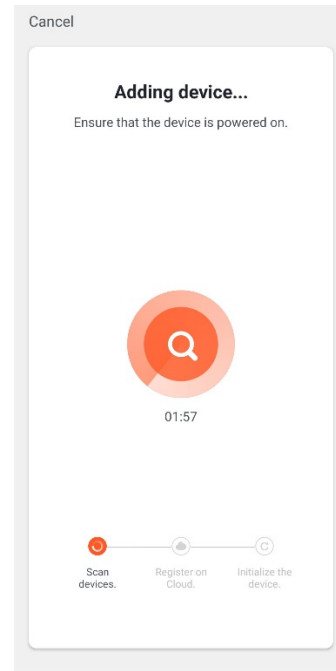 Cancel
Adding device...
Ensure that the device is powered on.
01:57
Scan
devices.
Register on
Cloud.
Initialize the
device.